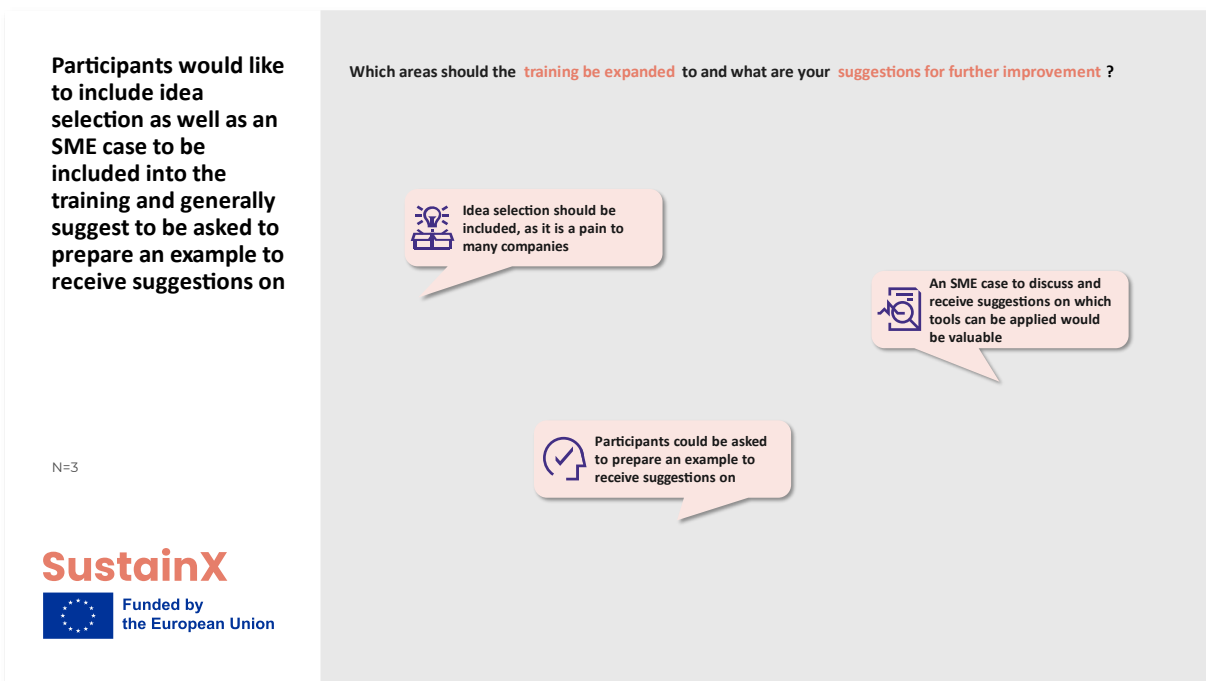 Participants would like
to include idea
selection as well as an
SME case to be
included into the
training and generally
suggest to be asked to
prepare an example to
receive suggestions on
N=3
SustainX
Funded by
the European Union
Which areas should the training be expanded to and what are your suggestions for further improvement ?
Idea selection should be
included, as it is a pain to
many companies
An SME case to discuss and
receive suggestions on which
tools can be applied would
be valuable
Participants could be asked
to prepare an example to
receive suggestions on